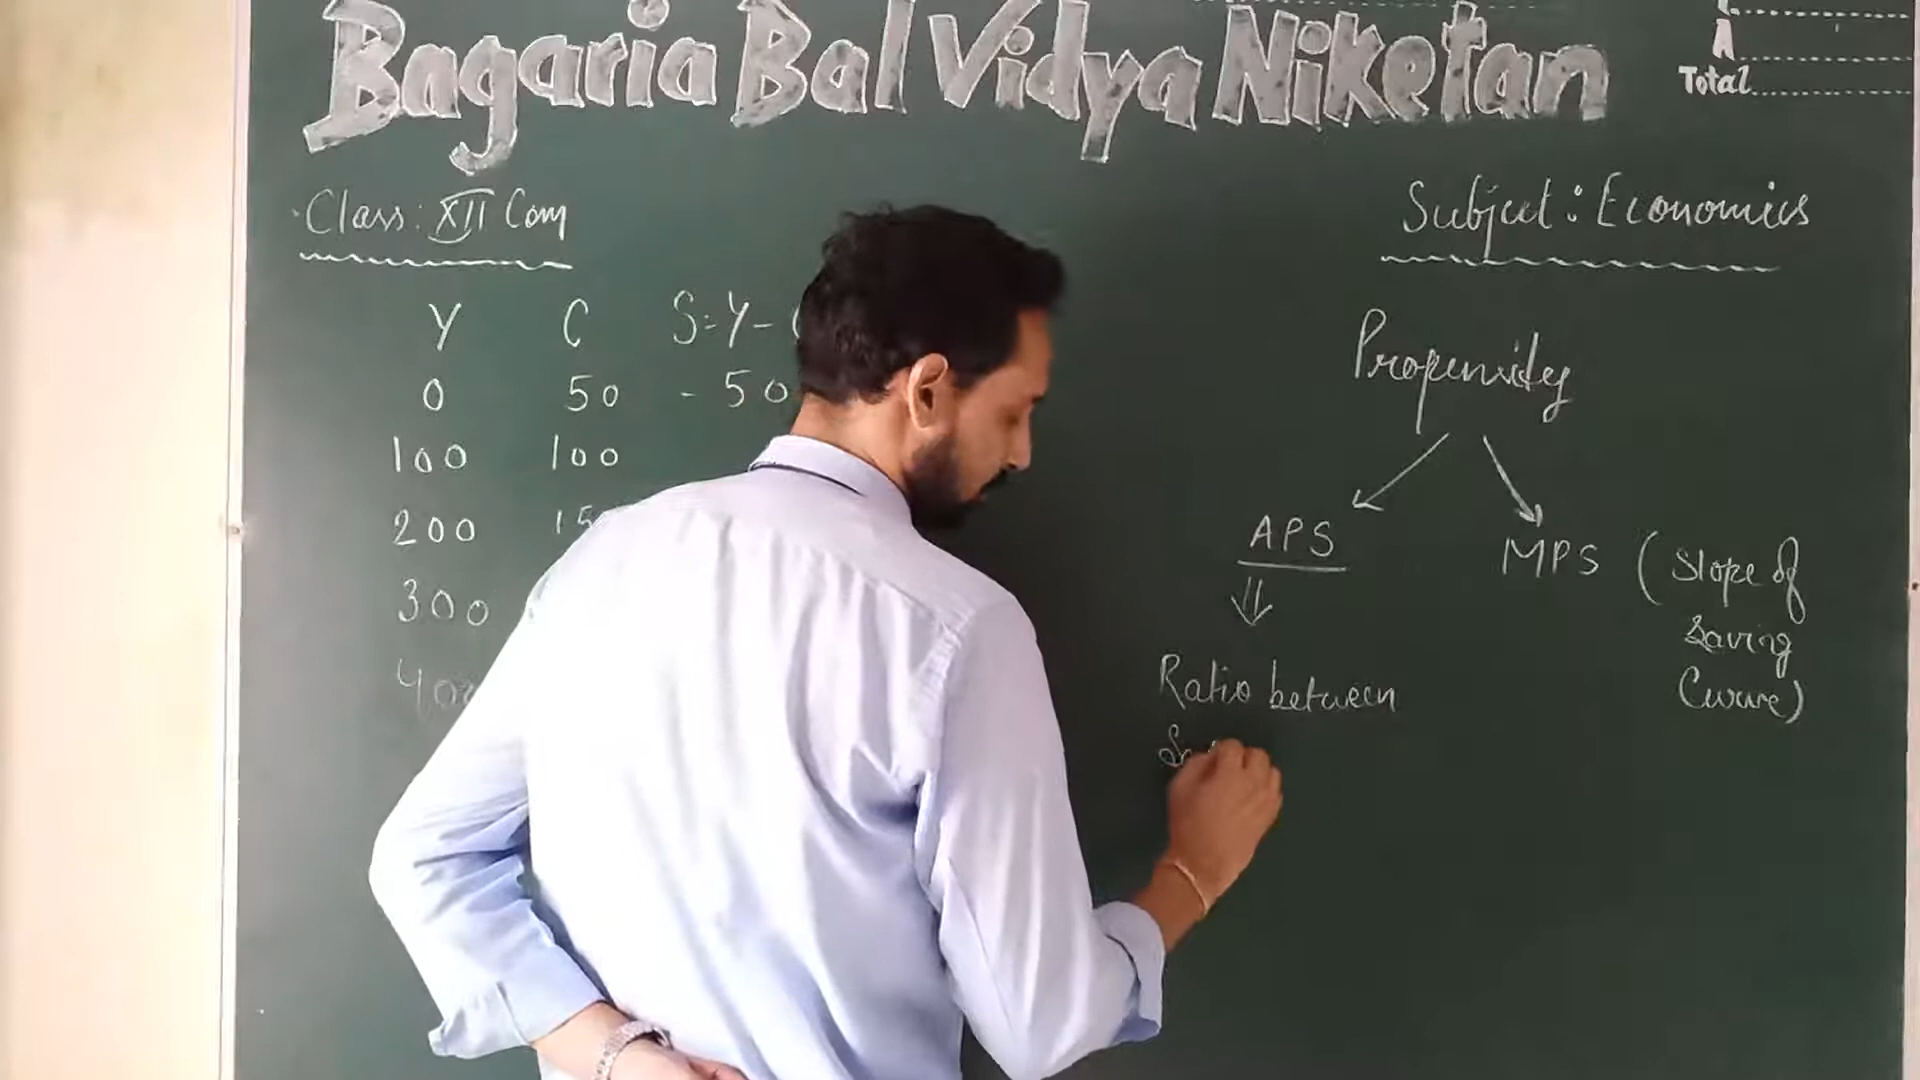 Bagaria Bal Vidya Niketan
A
Total
Class: XII Com
Subject: Economics
Y C S=Y-
0 50 -50
100 100
200 15
300
400
Propensity
APS
MPS (Slope of
Saving
Curve)
Ratio between